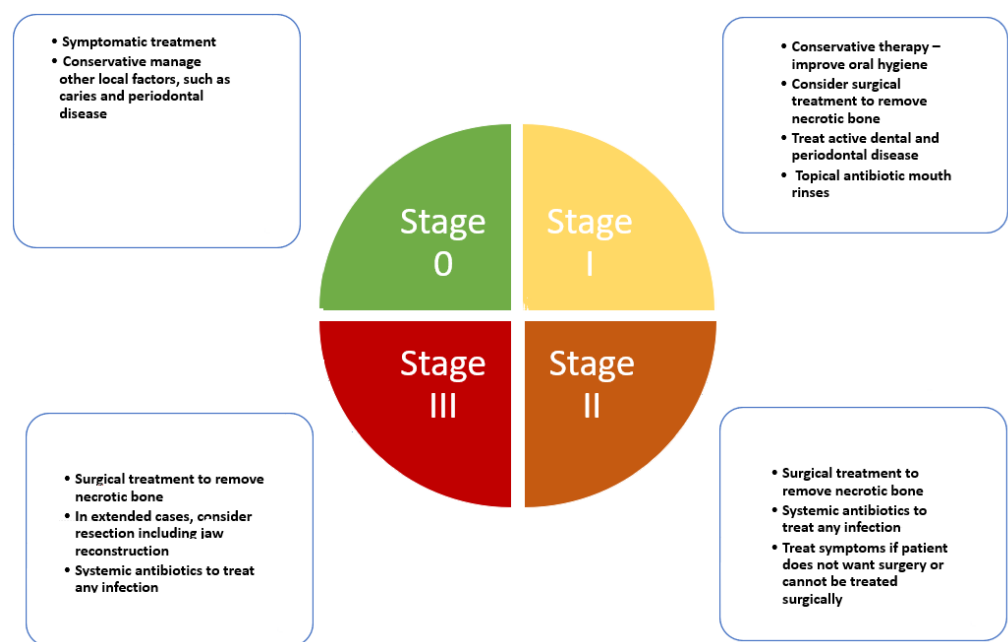 • Symptomatic treatment
• Conservative manage
other local factors, such as
caries and periodontal
disease
• Conservative therapy –
improve oral hygiene
• Consider surgical
treatment to remove
necrotic bone
• Treat active dental and
periodontal disease
• Topical antibiotic mouth
rinses
Stage
0
Stage
I
Stage
III
Stage
II
• Surgical treatment to remove
necrotic bone
• In extended cases, consider
resection including jaw
reconstruction
• Systemic antibiotics to treat
any infection
• Surgical treatment to
remove necrotic bone
• Systemic antibiotics to
treat any infection
• Treat symptoms if patient
does not want surgery or
cannot be treated
surgically